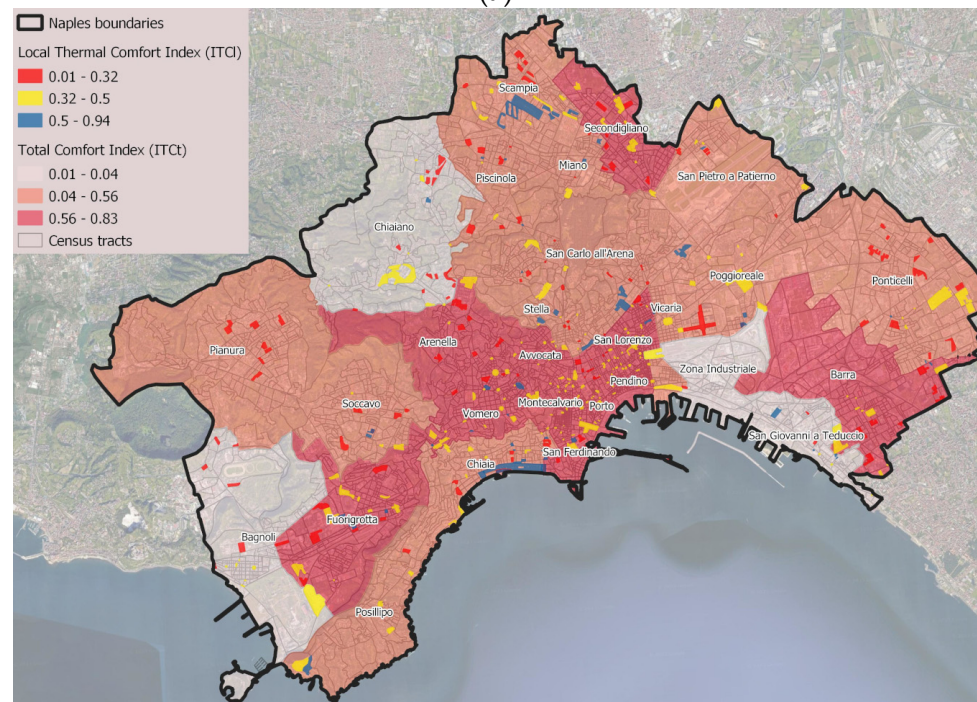 Naples boundaries
Local Thermal Comfort Index (ITCl)
0.01 - 0.32
0.32 - 0.5
0.5 - 0.94
Total Comfort Index (ITCt)
0.01 - 0.04
0.04 - 0.56
0.56 - 0.83
Census tracts
Scampia
Secondigliano
Miano
Piscinola
San Pietro a Patierno
Chiaiano
San Carlo all'Arena
Poggioreale
Ponticelli
Stella
Vicaria
Pianura
Arenella
San Lorenzo
Avvocata
Zona Industriale
Barra
Pendino
Soccavo
Montecalvario
Porto
Vomero
San Giovanni a Teduccio
San Ferdinando
Chiaia
Fuorigrotta
Bagnoli
Posillipo